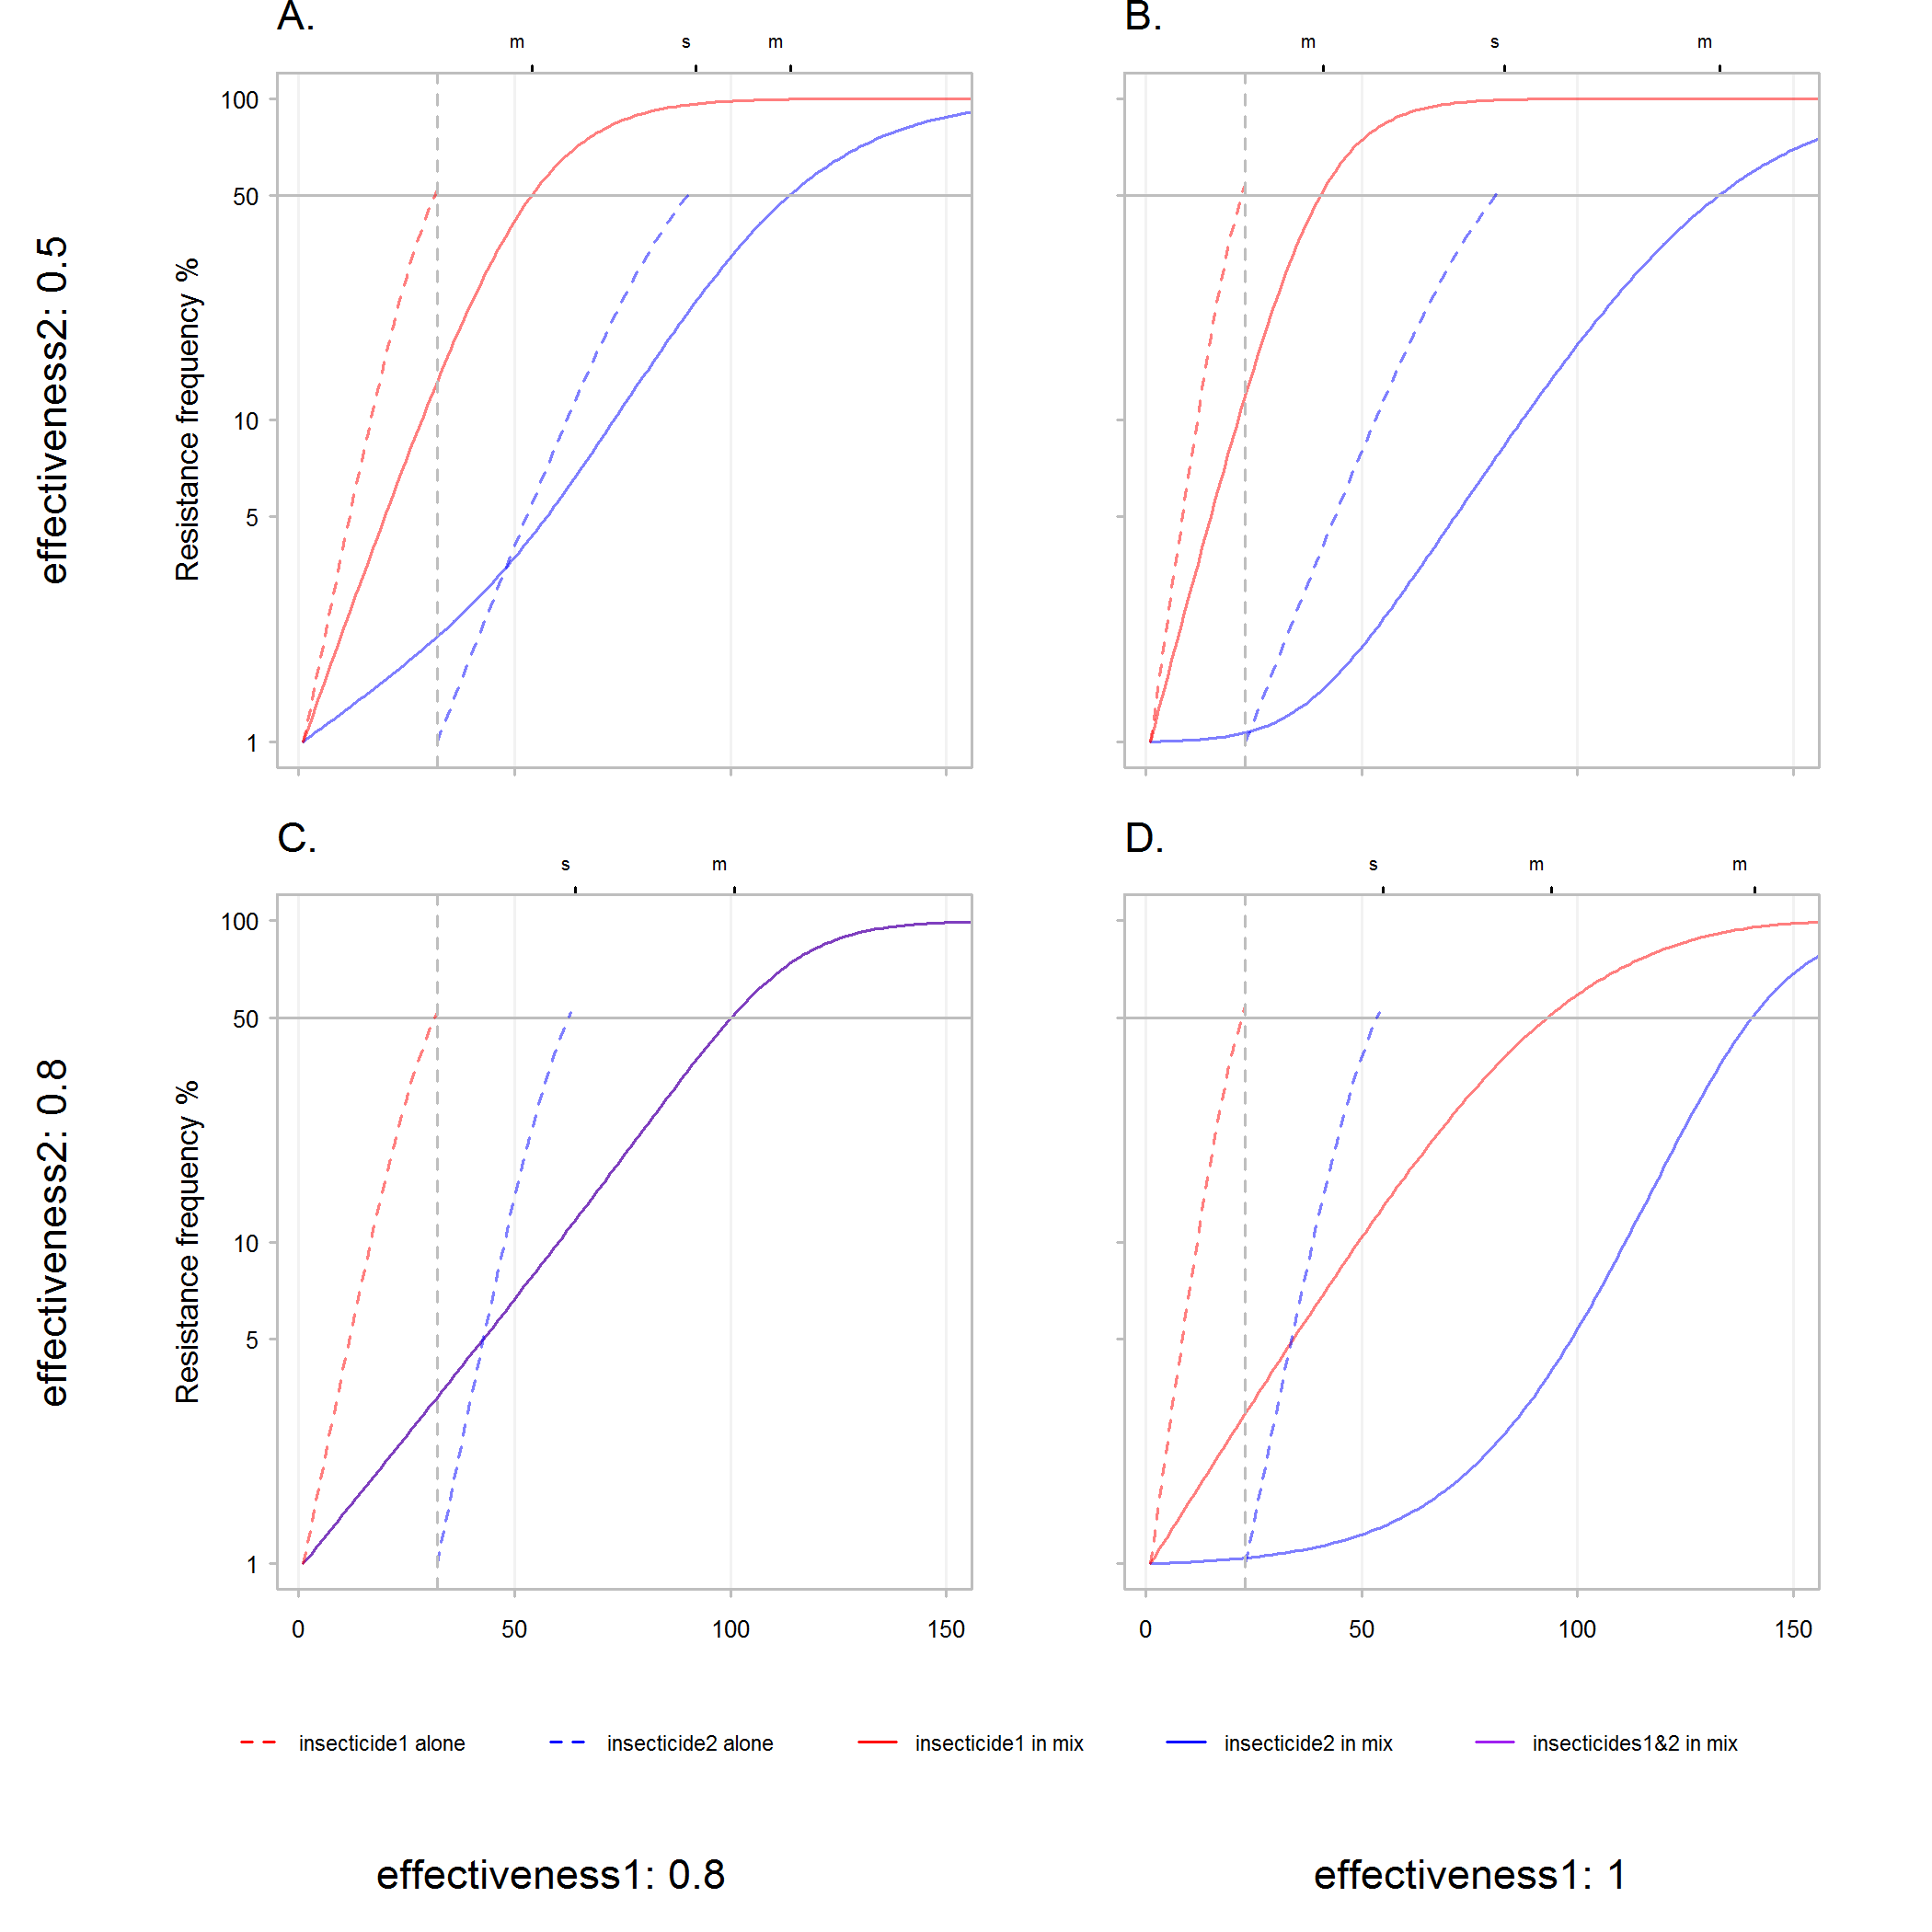 A.
B.
m s m
m s m
100
50
10
5
1
Resistance frequency %
effectiveness2: 0.5
C.
D.
s m
s m m
100
50
10
5
1
Resistance frequency %
effectiveness2: 0.8
0 50 100 150
0 50 100 150
insecticide1 alone insecticide2 alone insecticide1 in mix insecticide2 in mix insecticides1&2 in mix
effectiveness1: 0.8
effectiveness1: 1